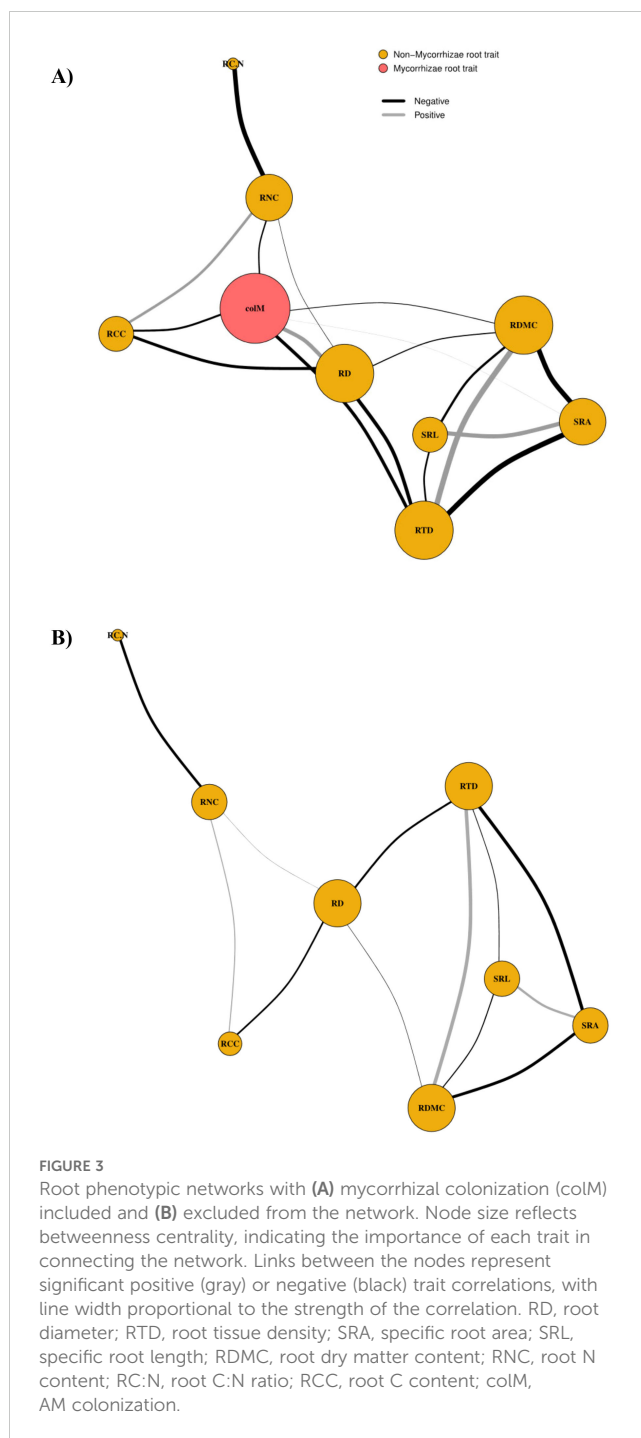 A)
Non-Mycorrhizae root trait
Mycorrhizae root trait
Negative
Positive
RC.N
RNC
colM
RCC
RD
RDMC
SRL
SRA
RTD
B)
RC.N
RTD
RNC
RD
SRL
SRA
RCC
RDMC
FIGURE 3
Root phenotypic networks with (A) mycorrhizal colonization (colM)
included and (B) excluded from the network. Node size reflects
betweenness centrality, indicating the importance of each trait in
connecting the network. Links between the nodes represent
significant positive (gray) or negative (black) trait correlations, with
line width proportional to the strength of the correlation. RD, root
diameter; RTD, root tissue density; SRA, specific root area; SRL,
specific root length; RDMC, root dry matter content; RNC, root N
content; RC:N, root C:N ratio; RCC, root C content; colM,
AM colonization.